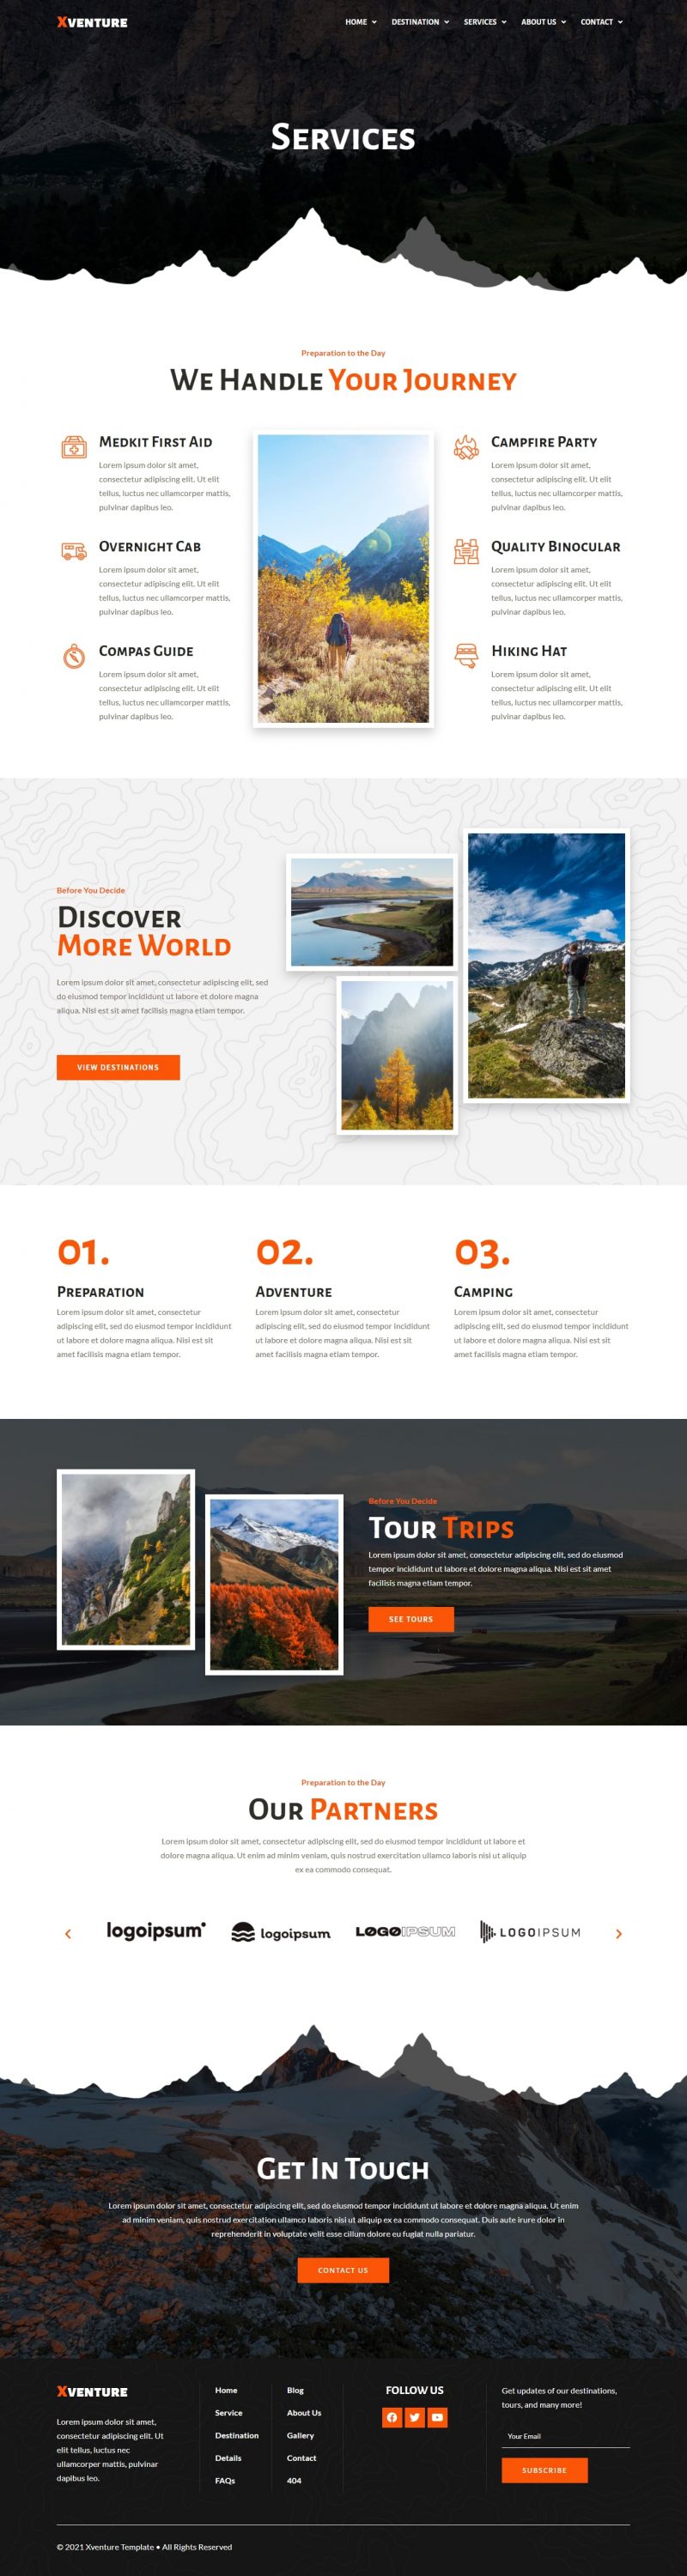 XVENTURE
HOME
DESTINATION
SERVICES
ABOUT US
CONTACT
SERVICES
Preparation to the Day
WE HANDLE YOUR JOURNEY
MEDKIT FIRST AID
Lorem ipsum dolor sit amet,
consectetur adipiscing elit. Ut elit
tellus, luctus nec ullamcorper mattis,
pulvinar dapibus leo.
OVERNIGHT CAB
Lorem ipsum dolor sit amet,
consectetur adipiscing elit. Ut elit
tellus, luctus nec ullamcorper mattis,
pulvinar dapibus leo.
COMPAS GUIDE
Lorem ipsum dolor sit amet,
consectetur adipiscing elit. Ut elit
tellus, luctus nec ullamcorper mattis,
pulvinar dapibus leo.
CAMPFIRE PARTY
Lorem ipsum dolor sit amet,
consectetur adipiscing elit. Ut elit
tellus, luctus nec ullamcorper mattis,
pulvinar dapibus leo.
QUALITY BINOCULAR
Lorem ipsum dolor sit amet,
consectetur adipiscing elit. Ut elit
tellus, luctus nec ullamcorper mattis,
pulvinar dapibus leo.
HIKING HAT
Lorem ipsum dolor sit amet,
consectetur adipiscing elit. Ut elit
tellus, luctus nec ullamcorper mattis,
pulvinar dapibus leo.
Before You Decide
DISCOVER
MORE WORLD
Lorem ipsum dolor sit amet, consectetur adipiscing elit, sed
do eiusmod tempor incididunt ut labore et dolore magna
aliqua. Nisl est sit amet facilisis magna etiam tempor.
VIEW DESTINATIONS
01.
PREPARATION
Lorem ipsum dolor sit amet, consectetur
adipiscing elit, sed do eiusmod tempor incididunt
ut labore et dolore magna aliqua. Nisi est sit
amet facilisis magna etiam tempor.
02.
ADVENTURE
Lorem ipsum dolor sit amet, consectetur
adipiscing elit, sed do eiusmod tempor incididunt
ut labore et dolore magna aliqua. Nisi est sit
amet facilisis magna etiam tempor.
03.
CAMPING
Lorem ipsum dolor sit amet, consectetur
adipiscing elit, sed do eiusmod tempor incididunt
ut labore et dolore magna aliqua. Nisi est sit
amet facilisis magna etiam tempor.
Before You Decide
TOUR TRIPS
Lorem ipsum dolor sit amet, consectetur adipiscing elit, sed do eiusmod
tempor incididunt ut labore et dolore magna aliqua. Nisi est sit amet
facilisis magna etiam tempor.
SEE TOURS
Preparation to the Day
OUR PARTNERS
Lorem ipsum dolor sit amet, consectetur adipiscing elit, sed do eiusmod tempor incididunt ut labore et
dolore magna aliqua. Ut enim ad minim veniam, quis nostrud exercitation ullamco laboris nisi ut aliquip
ex ea commodo consequat.
logoipsum
logoipsum
LOGOIPSUM
LOGOIPSUM
GET IN TOUCH
Lorem ipsum dolor sit amet, consectetur adipiscing elit, sed do eiusmod tempor incididunt ut labore et dolore magna aliqua. Ut enim
ad minim veniam, quis nostrud exercitation ullamco laboris nisi ut aliquip ex ea commodo consequat. Duis aute irure dolor in
reprehenderit in voluptate velit esse cillum dolore eu fugiat nulla pariatur.
CONTACT US
XVENTURE
Lorem ipsum dolor sit amet,
consectetur adipiscing elit. Ut
elit tellus, luctus nec
ullamcorper mattis, pulvinar
dapibus leo.
Home
Service
Destination
Details
FAQs
Blog
About Us
Gallery
Contact
404
FOLLOW US
Get updates of our destinations,
tours, and many more!
Your Email
SUBSCRIBE
© 2021 Xventure Template • All Rights Reserved